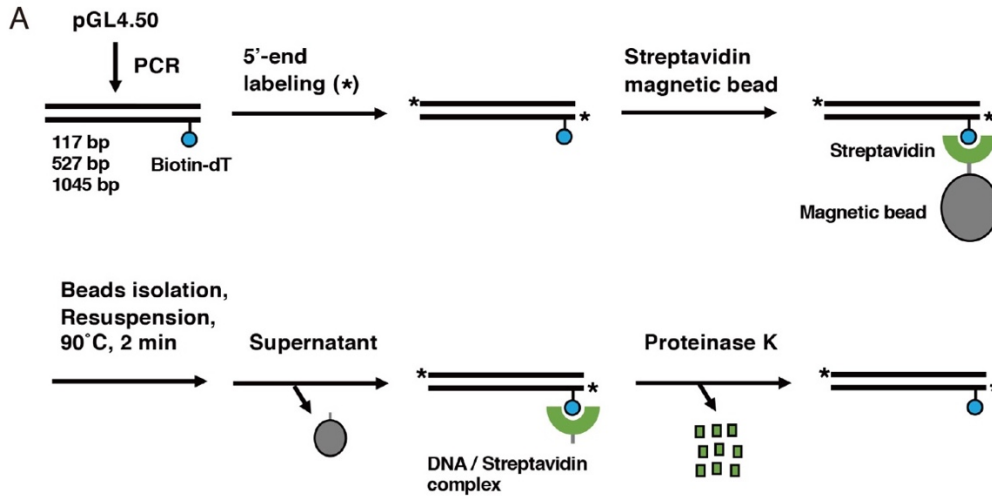 A
pGL4.50
PCR
117 bp
527 bp
1045 bp
Biotin-dT
5’-end
labeling (*)
*
*
Streptavidin
magnetic bead
*
*
Streptavidin
Magnetic bead
Beads isolation,
Resuspension,
90˚C, 2 min
Supernatant
*
*
DNA / Streptavidin
complex
Proteinase K
*
*